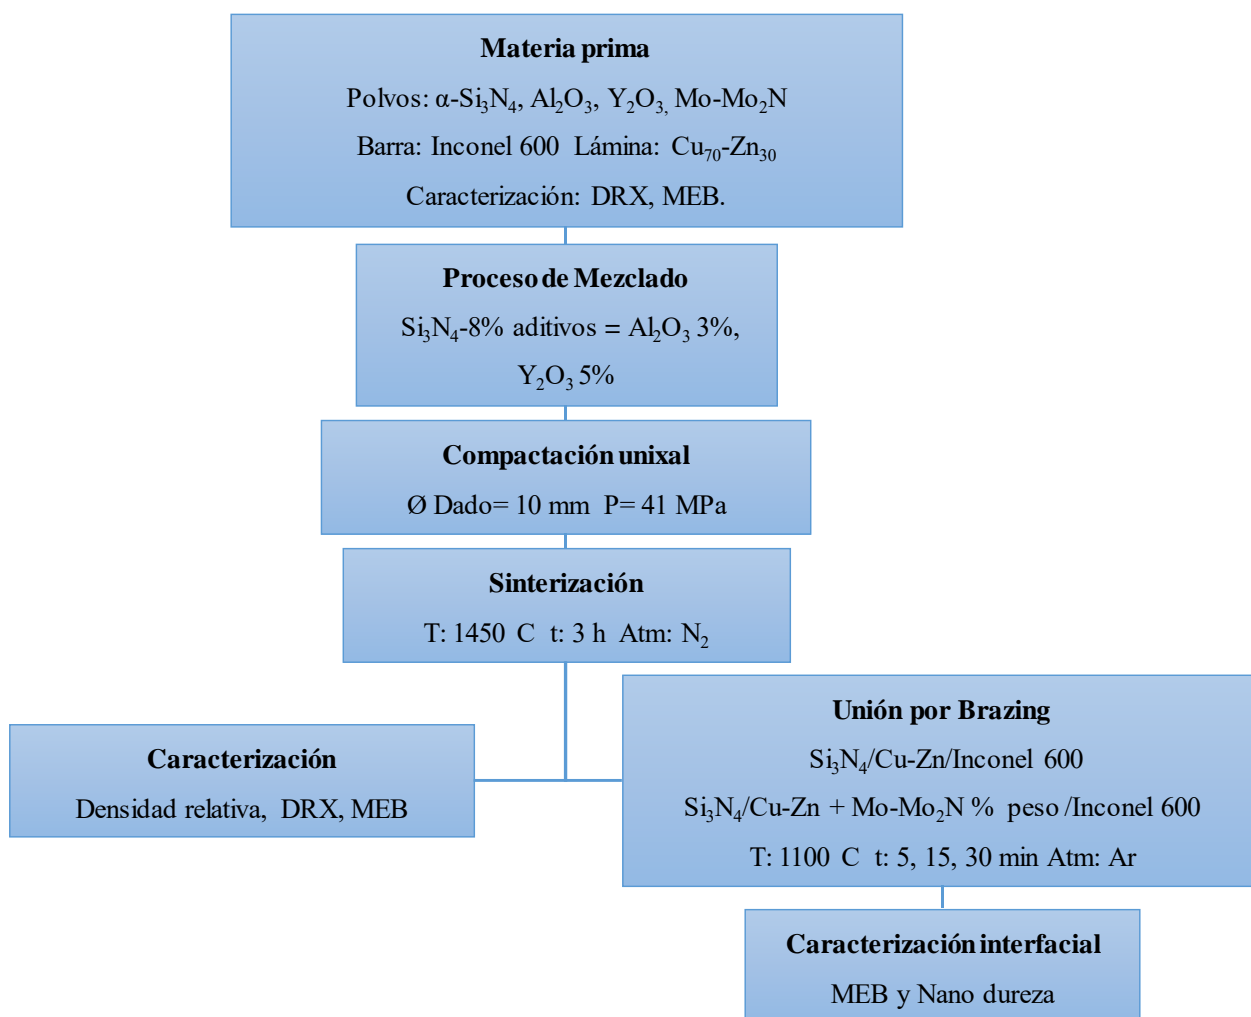 Materia prima
Polvos: α-Si₃N₄, Al₂O₃, Y₂O₃, Mo-Mo₂N
Barra: Inconel 600 Lámina: Cu₇₀-Zn₃₀
Caracterización: DRX, MEB.
Proceso de Mezclado
Si₃N₄-8% aditivos = Al₂O₃ 3%,
Y₂O₃ 5%
Compactación unixal
Ø Dado= 10 mm P= 41 MPa
Sinterización
T: 1450 C t: 3 h Atm: N₂
Caracterización
Densidad relativa, DRX, MEB
Unión por Brazing
Si₃N₄/Cu-Zn/Inconel 600
Si₃N₄/Cu-Zn + Mo-Mo₂N % peso /Inconel 600
T: 1100 C t: 5, 15, 30 min Atm: Ar
Caracterización interfacial
MEB y Nano dureza